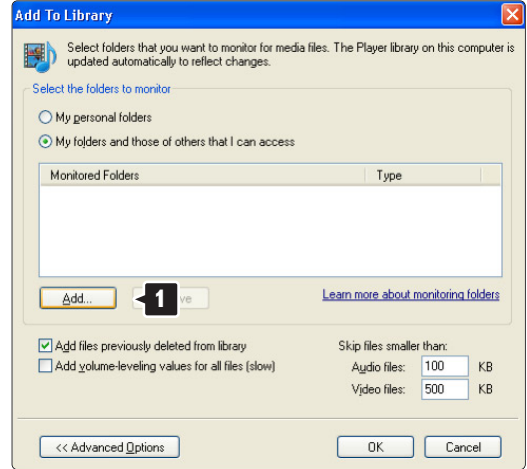 Add To Library
Select folders that you want to monitor for media files. The Player library on this computer is
updated automatically to reflect changes.
Select the folders to monitor
My personal folders
My folders and those of others that I can access
Monitored Folders Type
Add... 1 Learn more about monitoring folders
Add files previously deleted from library Skip files smaller than:
Add volume-leveling values for all files (slow) Audio files: 100 KB
Video files: 500 KB
<< Advanced Options OK Cancel